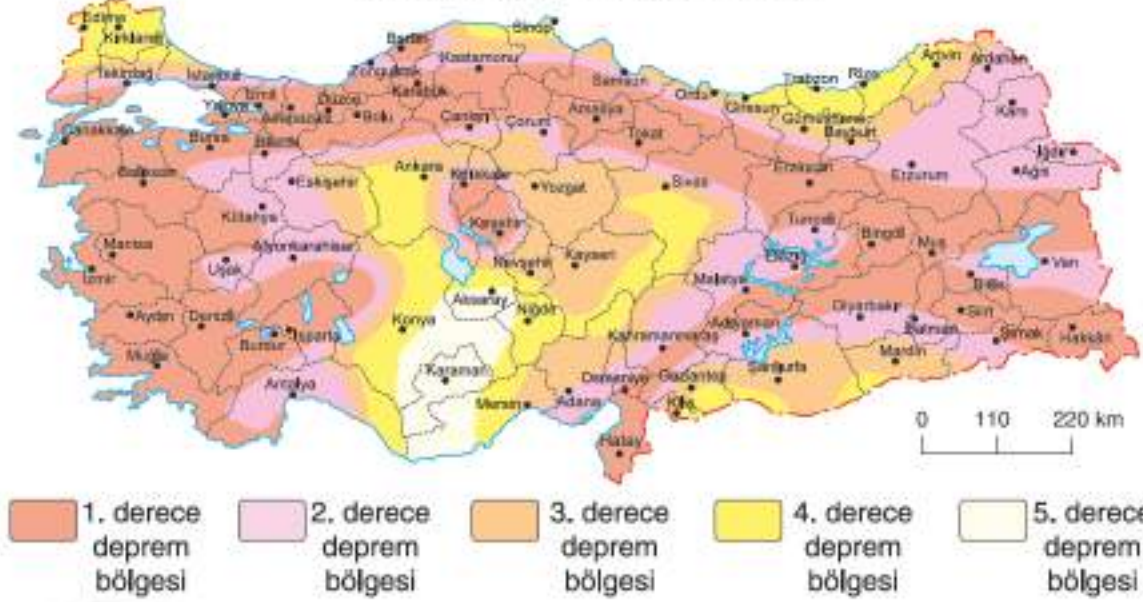 Edirne
Kırklareli
Tekirdağ
İstanbul
Yalova
İzmit
Adapazarı
Düzce
Bolu
Zonguldak
Bartın
Karabük
Kastamonu
Sinop
Samsun
Ordu
Giresun
Trabzon
Rize
Artvin
Ardahan
Kars
Iğdır
Ağrı
Erzurum
Gümüşhane
Bayburt
Erzincan
Çanakkale
Bursa
Bilecik
Balıkesir
Eskişehir
Kütahya
Ankara
Kırıkkale
Çankırı
Çorum
Amasya
Tokat
Yozgat
Sivas
Kırşehir
Nevşehir
Kayseri
Manisa
İzmir
Uşak
Afyonkarahisar
Aydın
Denizli
Muğla
Burdur
Isparta
Antalya
Konya
Aksaray
Niğde
Karaman
Mersin
Adana
Osmaniye
Hatay
Kilis
Gaziantep
Kahramanmaraş
Malatya
Adıyaman
Şanlıurfa
Elazığ
Tunceli
Bingöl
Muş
Bitlis
Van
Diyarbakır
Batman
Siirt
Mardin
Şırnak
Hakkâri
0 110 220 km
1. derece
deprem
bölgesi
2. derece
deprem
bölgesi
3. derece
deprem
bölgesi
4. derece
deprem
bölgesi
5. derece
deprem
bölgesi